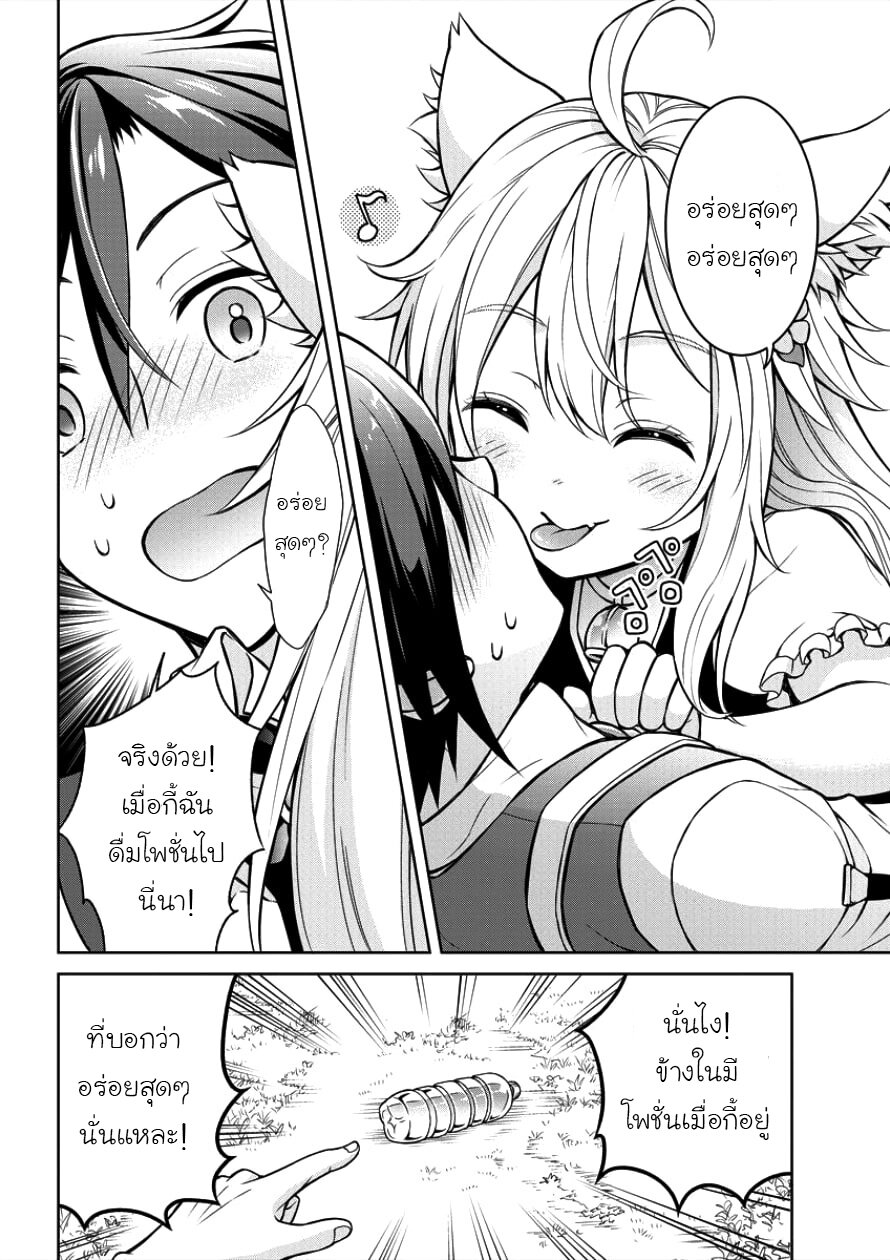 อร่อยสุดๆ
อร่อยสุดๆ
อร่อย
สุดๆ?
จริงด้วย!
เมื่อกี้ฉัน
ดื่มโพชั่นไป
นี่นา!
นั่นไง!
ข้างในมี
โพชั่นเมื่อกี้อยู่
ที่บอกว่า
อร่อยสุดๆ
นั่นแหละ!